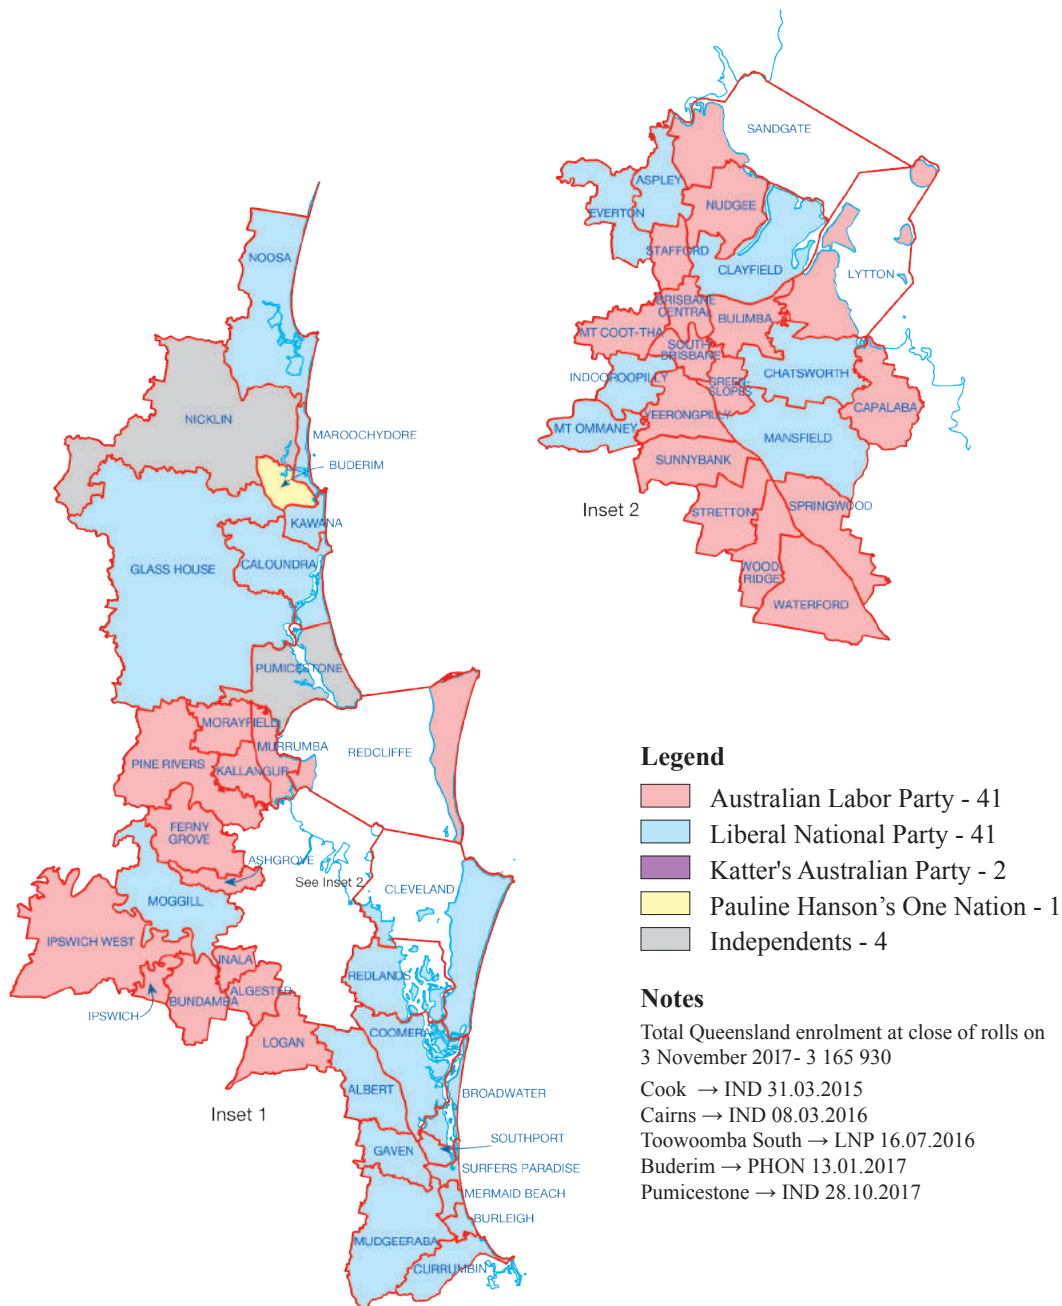 NOOSA
NICKLIN
MAROOCHYDORE
BUDERIM
KAWANA
CALOUNDRA
GLASS HOUSE
PUMICESTONE
MORAYFIELD
MURRUMBA
REDCLIFFE
PINE RIVERS
KALLANGUR
FERNY
GROVE
ASHGROVE
See Inset 2
CLEVELAND
MOGGILL
IPSWICH WEST
INALA
REDLANDS
ALGESTER
BUNDAMBA
IPSWICH
COOMERA
LOGAN
ALBERT
BROADWATER
Inset 1
SOUTHPORT
GAVEN
SURFERS PARADISE
MERMAID BEACH
BURLEIGH
MUDGEERABA
CURRUMBIN
SANDGATE
ASPLEY
NUDGEE
EVERTON
STAFFORD
CLAYFIELD
LYTTON
BRISBANE
CENTRAL
BULIMBA
MT COOT-THA
SOUTH
BRISBANE
CHATSWORTH
INDOOROOPILLY
GREEN-
SLOPES
CAPALABA
YEERONGPILLY
MT OMMANEY
MANSFIELD
SUNNYBANK
Inset 2
STRETTON
SPRINGWOOD
WOOD
RIDGE
WATERFORD
Legend
Australian Labor Party - 41
Liberal National Party - 41
Katter's Australian Party - 2
Pauline Hanson’s One Nation - 1
Independents - 4
Notes
Total Queensland enrolment at close of rolls on
3 November 2017- 3 165 930
Cook → IND 31.03.2015
Cairns → IND 08.03.2016
Toowoomba South → LNP 16.07.2016
Buderim → PHON 13.01.2017
Pumicestone → IND 28.10.2017